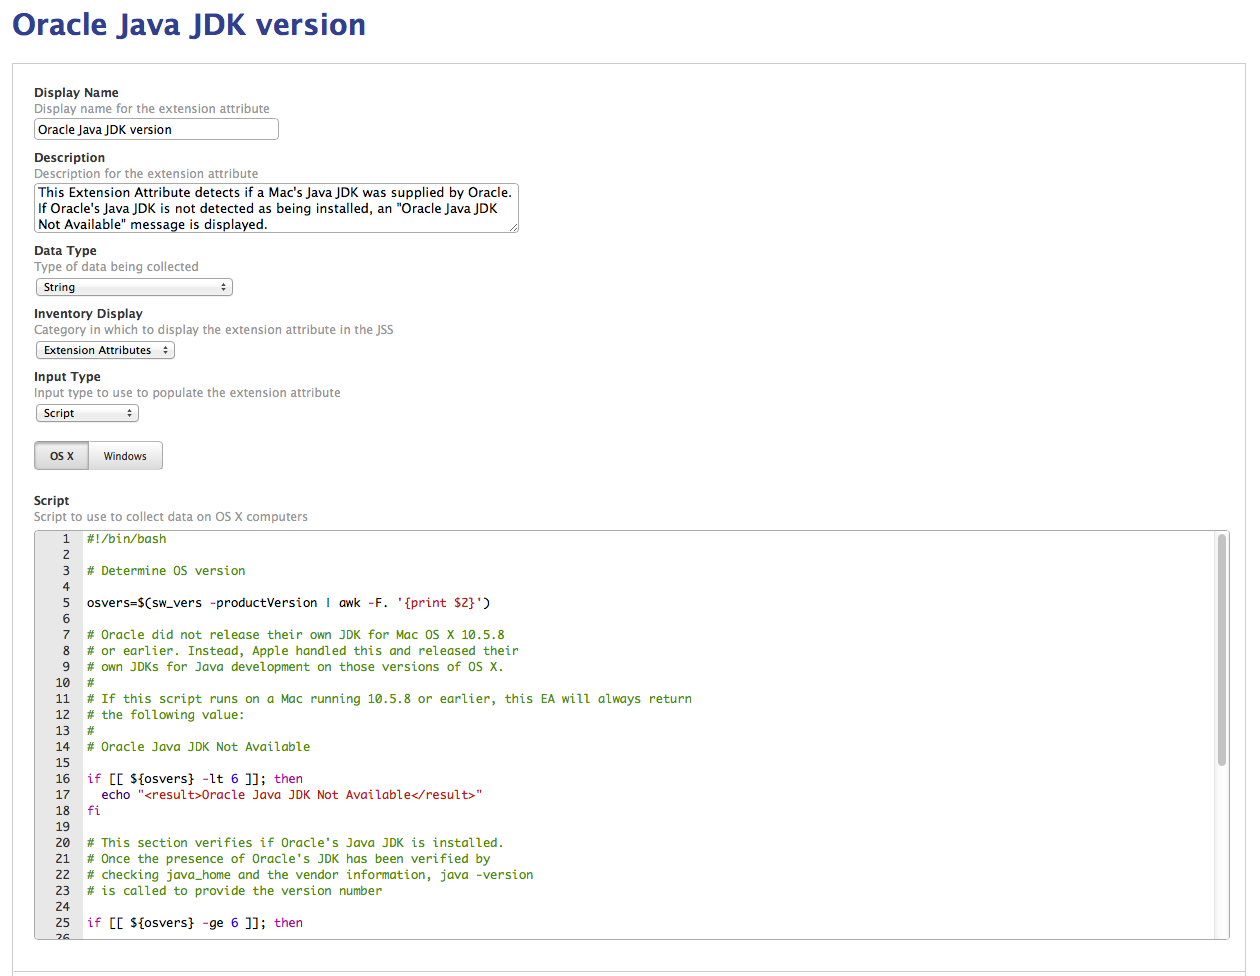 Oracle Java JDK version
Display Name
Display name for the extension attribute
Oracle Java JDK version
Description
Description for the extension attribute
This Extension Attribute detects if a Mac's Java JDK was supplied by Oracle.
If Oracle's Java JDK is not detected as being installed, an "Oracle Java JDK
Not Available" message is displayed.
Data Type
Type of data being collected
String
Inventory Display
Category in which to display the extension attribute in the JSS
Extension Attributes
Input Type
Input type to use to populate the extension attribute
Script
OS X Windows
Script
Script to use to collect data on OS X computers
1 #!/bin/bash
2
3 # Determine OS version
4
5 osvers=$(sw_vers -productVersion | awk -F. '{print $2}')
6
7 # Oracle did not release their own JDK for Mac OS X 10.5.8
8 # or earlier. Instead, Apple handled this and released their
9 # own JDKs for Java development on those versions of OS X.
10 #
11 # If this script runs on a Mac running 10.5.8 or earlier, this EA will always return
12 # the following value:
13 #
14 # Oracle Java JDK Not Available
15
16 if [[ ${osvers} -lt 6 ]]; then
17 echo "<result>Oracle Java JDK Not Available</result>"
18 fi
19
20 # This section verifies if Oracle's Java JDK is installed.
21 # Once the presence of Oracle's JDK has been verified by
22 # checking java_home and the vendor information, java -version
23 # is called to provide the version number
24
25 if [[ ${osvers} -ge 6 ]]; then
26